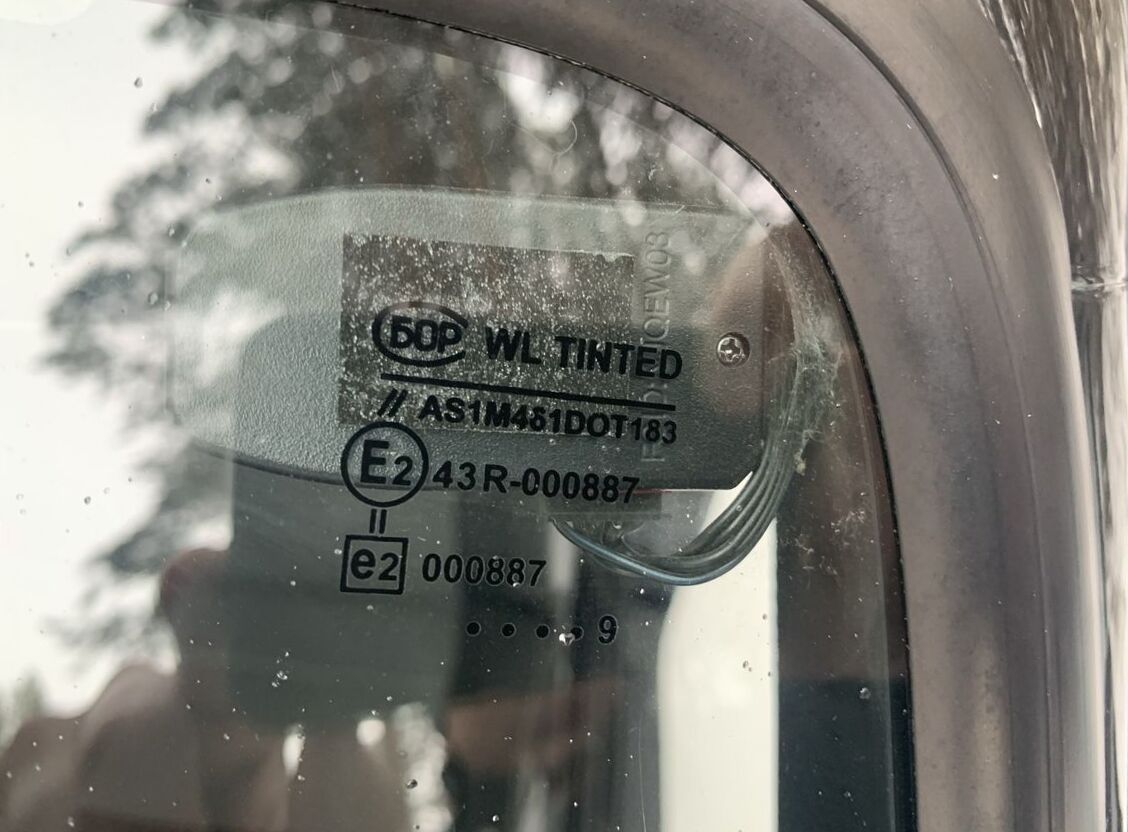 БОР WL TINTED
// AS1M461DOT183
E2 43R-000887
=
e2 000887
•••• 9